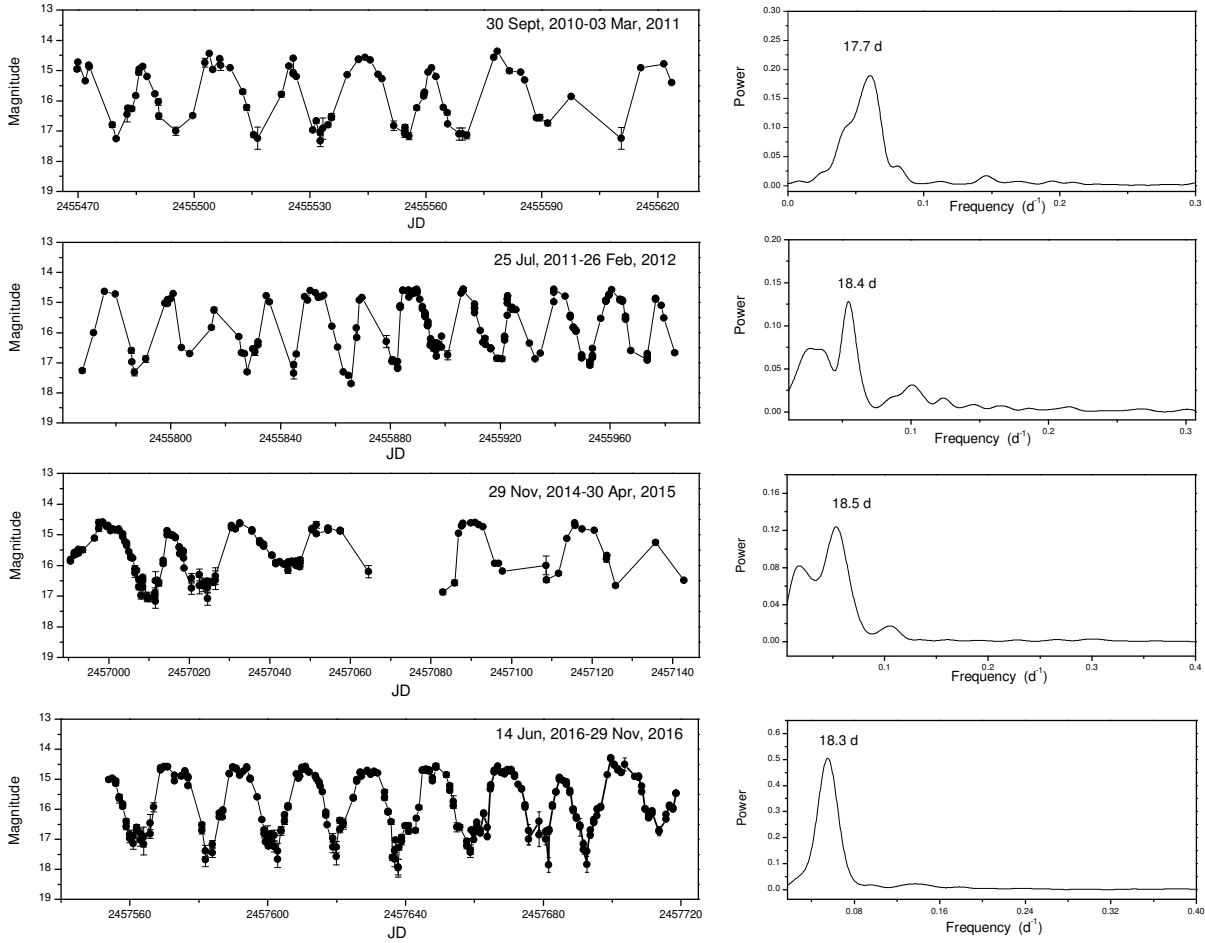 30 Sept, 2010-03 Mar, 2011
Magnitude
13
14
15
16
17
18
19
2455470 2455500 2455530 2455560 2455590 2455620
JD
17.7 d
Power
0.30
0.25
0.20
0.15
0.10
0.05
0.00
0.0 0.1 0.2 0.3
Frequency (d⁻¹)
25 Jul, 2011-26 Feb, 2012
Magnitude
13
14
15
16
17
18
19
2455800 2455840 2455880 2455920 2455960
JD
18.4 d
Power
0.20
0.15
0.10
0.05
0.00
0.1 0.2 0.3
Frequency (d⁻¹)
29 Nov, 2014-30 Apr, 2015
Magnitude
13
14
15
16
17
18
19
2457000 2457020 2457040 2457060 2457080 2457100 2457120 2457140
JD
18.5 d
Power
0.16
0.12
0.08
0.04
0.00
0.1 0.2 0.3 0.4
Frequency (d⁻¹)
14 Jun, 2016-29 Nov, 2016
Magnitude
13
14
15
16
17
18
19
2457560 2457600 2457640 2457680 2457720
JD
18.3 d
Power
0.6
0.5
0.4
0.3
0.2
0.1
0.0
0.08 0.16 0.24 0.32 0.40
Frequency (d⁻¹)